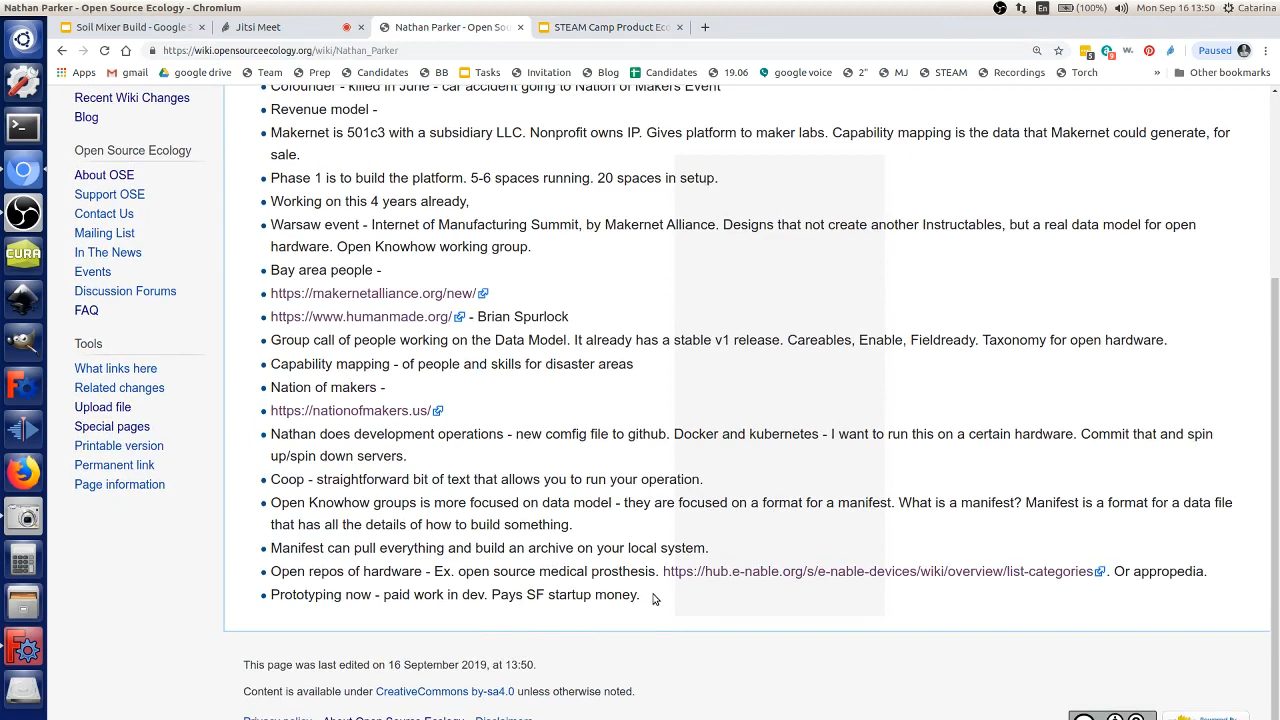 Nathan Parker - Open Source Ecology - Chromium
En (100%) Mon Sep 16 13:50 Catarina
Soil Mixer Build - Google S × Jitsi Meet × Nathan Parker - Open Sou × STEAM Camp Product Eco × +
https://wiki.opensourceecology.org/wiki/Nathan_Parker Paused
Apps gmail google drive Team Prep Candidates BB Tasks Invitation Blog Candidates 19.06 google voice 2" MJ STEAM Recordings Torch » Other bookmarks
Recent Wiki Changes
Blog
Open Source Ecology
About OSE
Support OSE
Contact Us
Mailing List
In The News
Events
Discussion Forums
FAQ
Tools
What links here
Related changes
Upload file
Special pages
Printable version
Permanent link
Page information
Cofounder - killed in June - car accident going to Nation of Makers Event
Revenue model -
Makernet is 501c3 with a subsidiary LLC. Nonprofit owns IP. Gives platform to maker labs. Capability mapping is the data that Makernet could generate, for
sale.
Phase 1 is to build the platform. 5-6 spaces running. 20 spaces in setup.
Working on this 4 years already,
Warsaw event - Internet of Manufacturing Summit, by Makernet Alliance. Designs that not create another Instructables, but a real data model for open
hardware. Open Knowhow working group.
Bay area people -
https://makernetalliance.org/new/
https://www.humanmade.org/ - Brian Spurlock
Group call of people working on the Data Model. It already has a stable v1 release. Careables, Enable, Fieldready. Taxonomy for open hardware.
Capability mapping - of people and skills for disaster areas
Nation of makers -
https://nationofmakers.us/
Nathan does development operations - new comfig file to github. Docker and kubernetes - I want to run this on a certain hardware. Commit that and spin
up/spin down servers.
Coop - straightforward bit of text that allows you to run your operation.
Open Knowhow groups is more focused on data model - they are focused on a format for a manifest. What is a manifest? Manifest is a format for a data file
that has all the details of how to build something.
Manifest can pull everything and build an archive on your local system.
Open repos of hardware - Ex. open source medical prosthesis. https://hub.e-nable.org/s/e-nable-devices/wiki/overview/list-categories. Or appropedia.
Prototyping now - paid work in dev. Pays SF startup money.
This page was last edited on 16 September 2019, at 13:50.
Content is available under CreativeCommons by-sa4.0 unless otherwise noted.
Privacy policy About Open Source Ecology Disclaimers
CURA